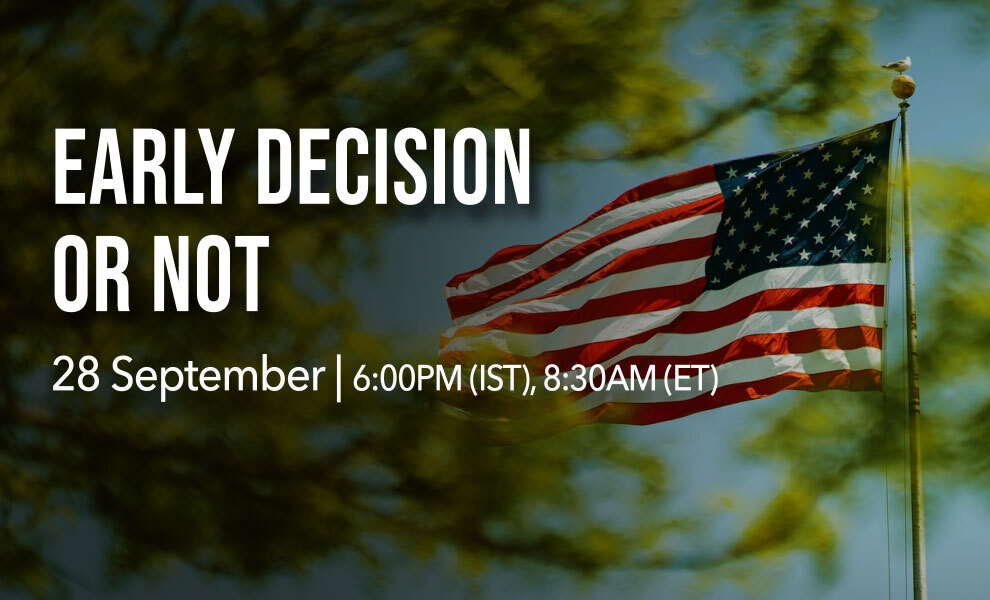 EARLY DECISION
OR NOT
28 September | 6:00PM (IST), 8:30AM (ET)